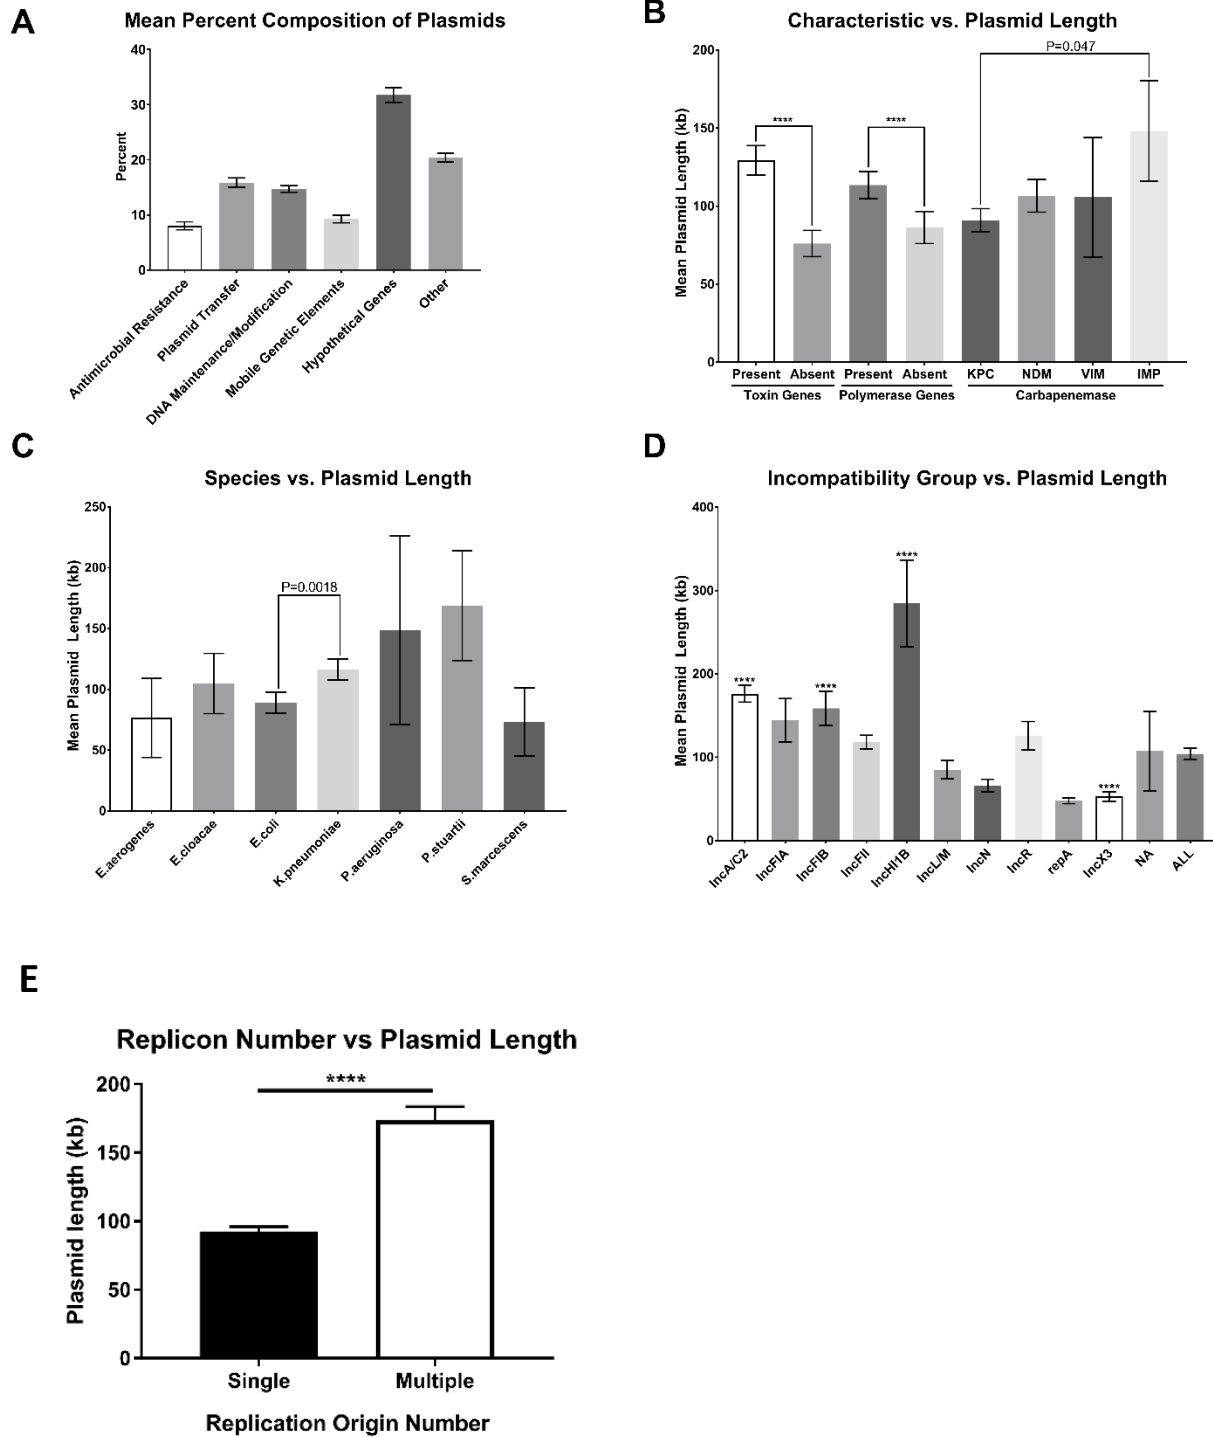 A
Mean Percent Composition of Plasmids
40
30
20
10
0
Percent
Antimicrobial Resistance
Plasmid Transfer
DNA Maintenance/Modification
Mobile Genetic Elements
Hypothetical Genes
Other
B
Characteristic vs. Plasmid Length
200
150
100
50
0
Mean Plasmid Length (kb)
****
****
P=0.047
Present Absent Present Absent KPC NDM VIM IMP
Toxin Genes Polymerase Genes Carbapenemase
C
Species vs. Plasmid Length
250
200
150
100
50
0
Mean Plasmid Length (kb)
P=0.0018
E.aerogenes
E.cloacae
E.coli
K.pneumoniae
P.aeruginosa
P.stuartii
S.marcescens
D
Incompatibility Group vs. Plasmid Length
400
300
200
100
0
Mean Plasmid Length (kb)
****
****
****
****
IncA/C2
IncFIA
IncFIB
IncFII
IncHI1B
IncL/M
IncN
IncR
repA
IncX3
NA
ALL
E
Replicon Number vs Plasmid Length
200
150
100
50
0
Plasmid length (kb)
****
Single Multiple
Replication Origin Number